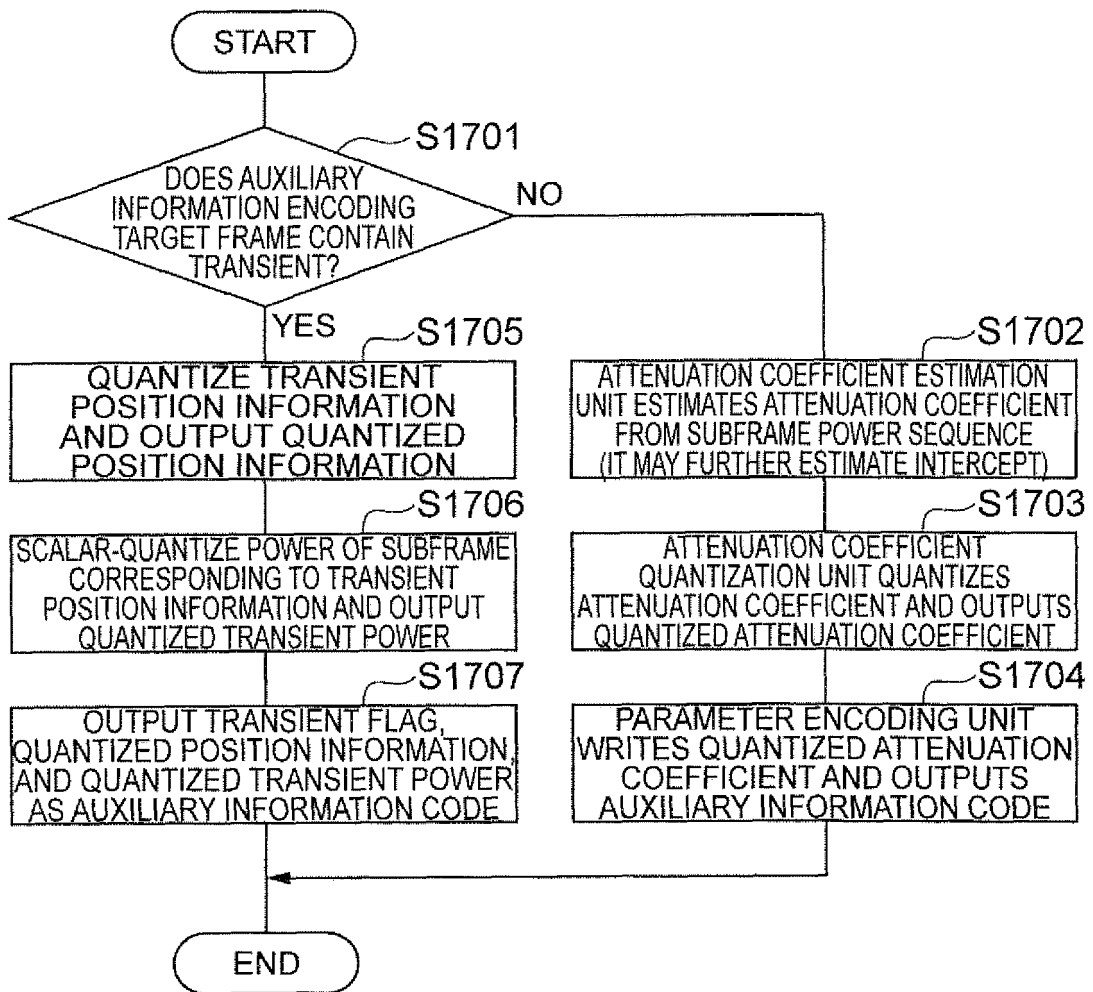 START
S1701
DOES AUXILIARY
INFORMATION ENCODING
TARGET FRAME CONTAIN
TRANSIENT?
NO
YES
S1705
QUANTIZE TRANSIENT
POSITION INFORMATION
AND OUTPUT QUANTIZED
POSITION INFORMATION
S1706
SCALAR-QUANTIZE POWER OF SUBFRAME
CORRESPONDING TO TRANSIENT
POSITION INFORMATION AND OUTPUT
QUANTIZED TRANSIENT POWER
S1707
OUTPUT TRANSIENT FLAG,
QUANTIZED POSITION INFORMATION,
AND QUANTIZED TRANSIENT POWER
AS AUXILIARY INFORMATION CODE
S1702
ATTENUATION COEFFICIENT ESTIMATION
UNIT ESTIMATES ATTENUATION COEFFICIENT
FROM SUBFRAME POWER SEQUENCE
(IT MAY FURTHER ESTIMATE INTERCEPT)
S1703
ATTENUATION COEFFICIENT
QUANTIZATION UNIT QUANTIZES
ATTENUATION COEFFICIENT AND OUTPUTS
QUANTIZED ATTENUATION COEFFICIENT
S1704
PARAMETER ENCODING UNIT
WRITES QUANTIZED ATTENUATION
COEFFICIENT AND OUTPUTS
AUXILIARY INFORMATION CODE
END